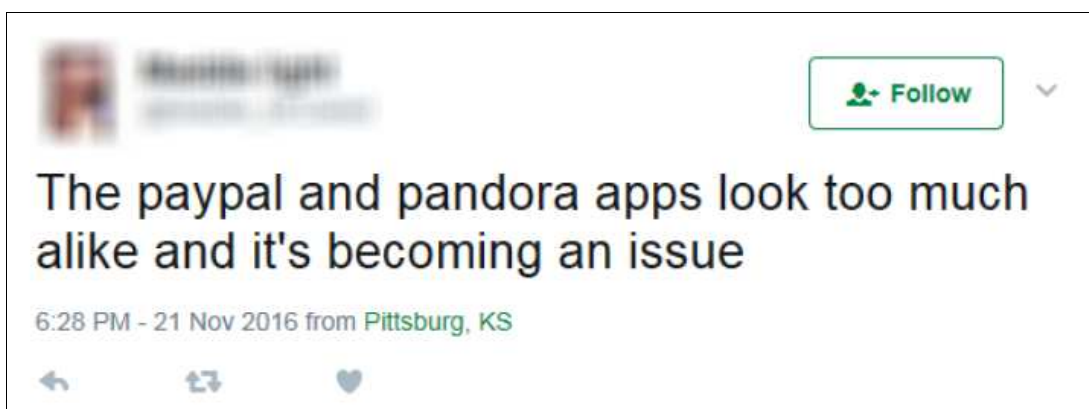 Follow
The paypal and pandora apps look too much
alike and it's becoming an issue
6:28 PM - 21 Nov 2016 from Pittsburg, KS